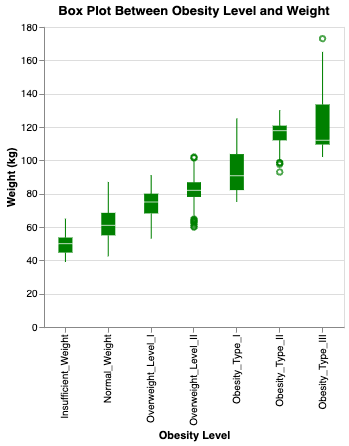 Box Plot Between Obesity Level and Weight
180
160
140
120
100
80
60
40
20
0
Weight (kg)
Insufficient_Weight
Normal_Weight
Overweight_Level_I
Overweight_Level_II
Obesity_Type_I
Obesity_Type_II
Obesity_Type_III
Obesity Level